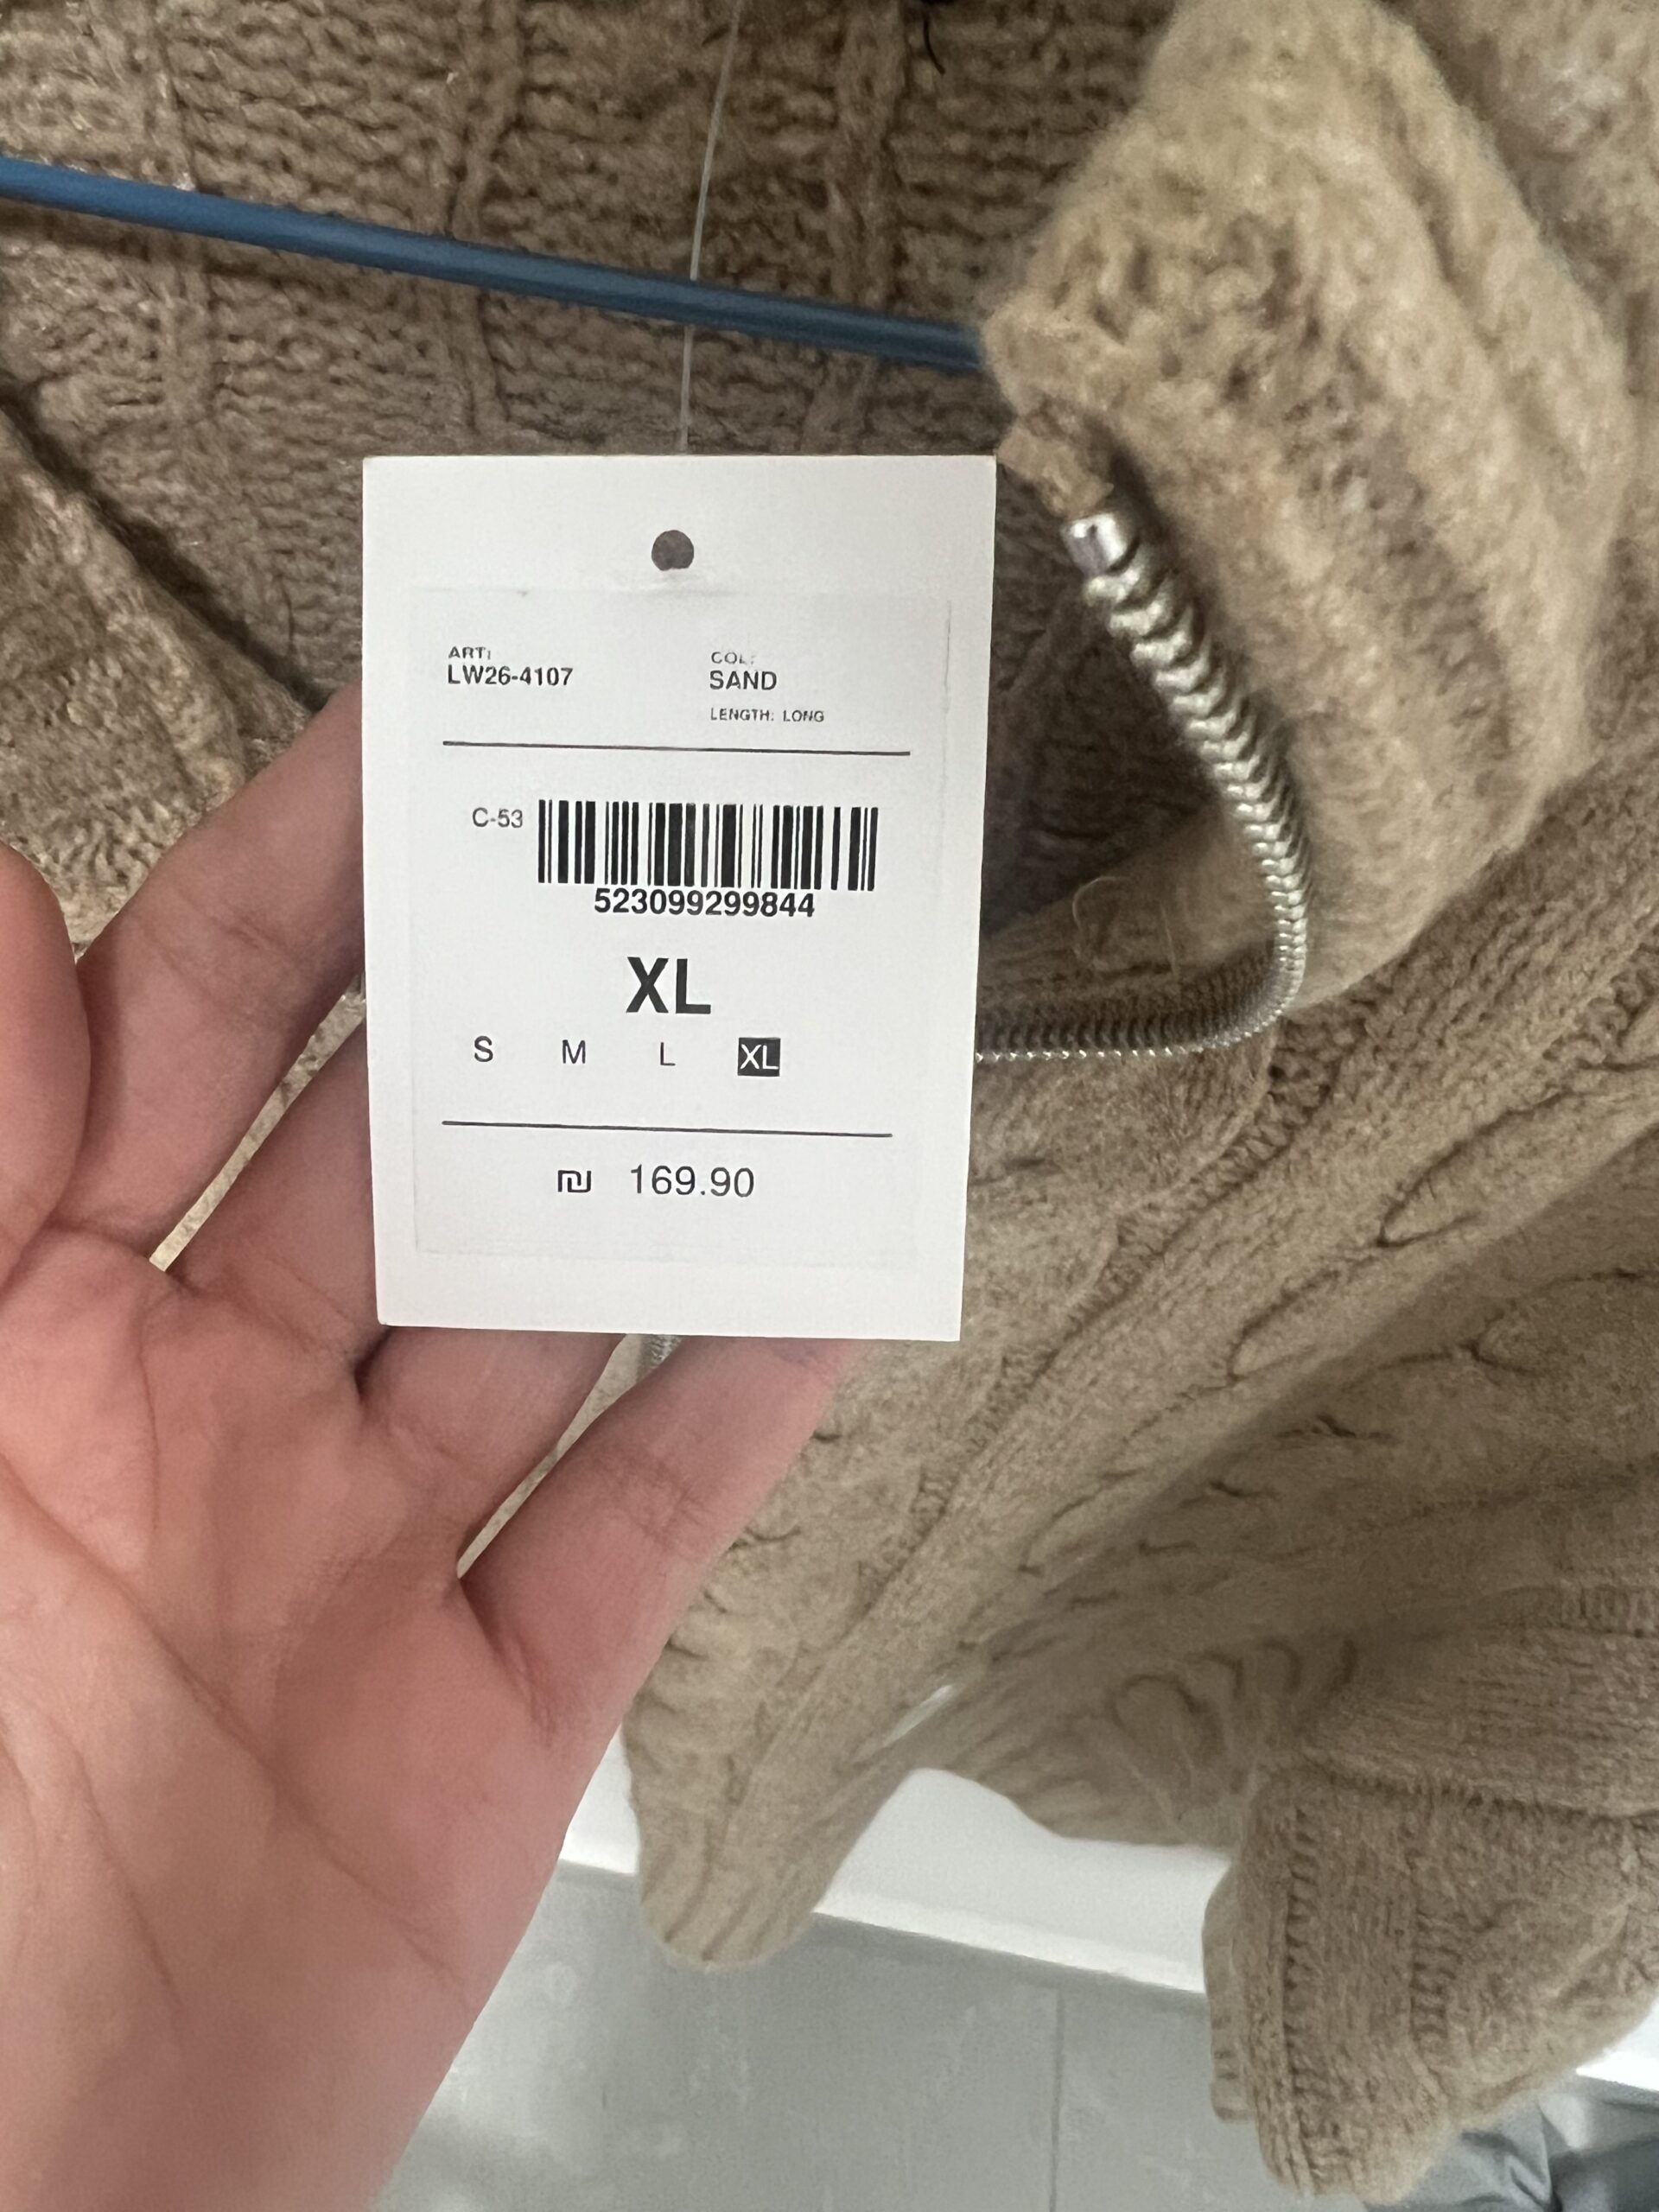 ART:
LW26-4107
COL:
SAND
LENGTH: LONG
C-53
523099299844
XL
S M L XL
₪ 169.90